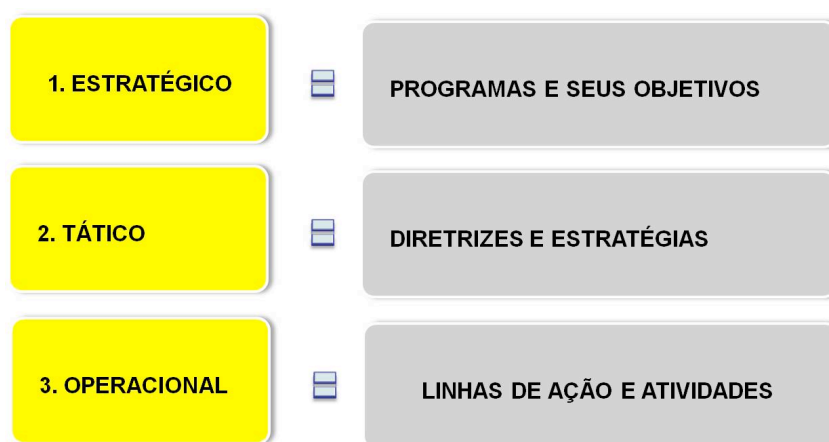 1. ESTRATÉGICO
PROGRAMAS E SEUS OBJETIVOS
2. TÁTICO
DIRETRIZES E ESTRATÉGIAS
3. OPERACIONAL
LINHAS DE AÇÃO E ATIVIDADES